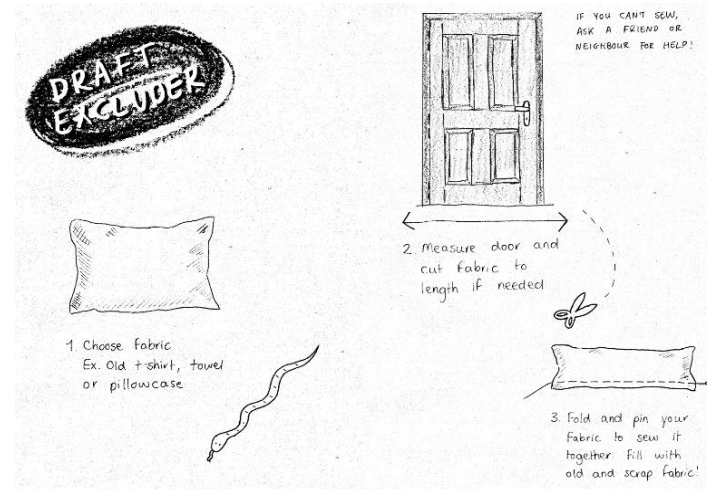 DRAFT
EXCLUDER
IF YOU CAN'T SEW,
ASK A FRIEND OR
NEIGHBOUR FOR HELP!
1. Choose fabric
Ex. Old t-shirt, towel
or pillowcase
2. Measure door and
cut fabric to
length if needed
3. Fold and pin your
fabric to sew it
together. Fill with
old and scrap fabric!